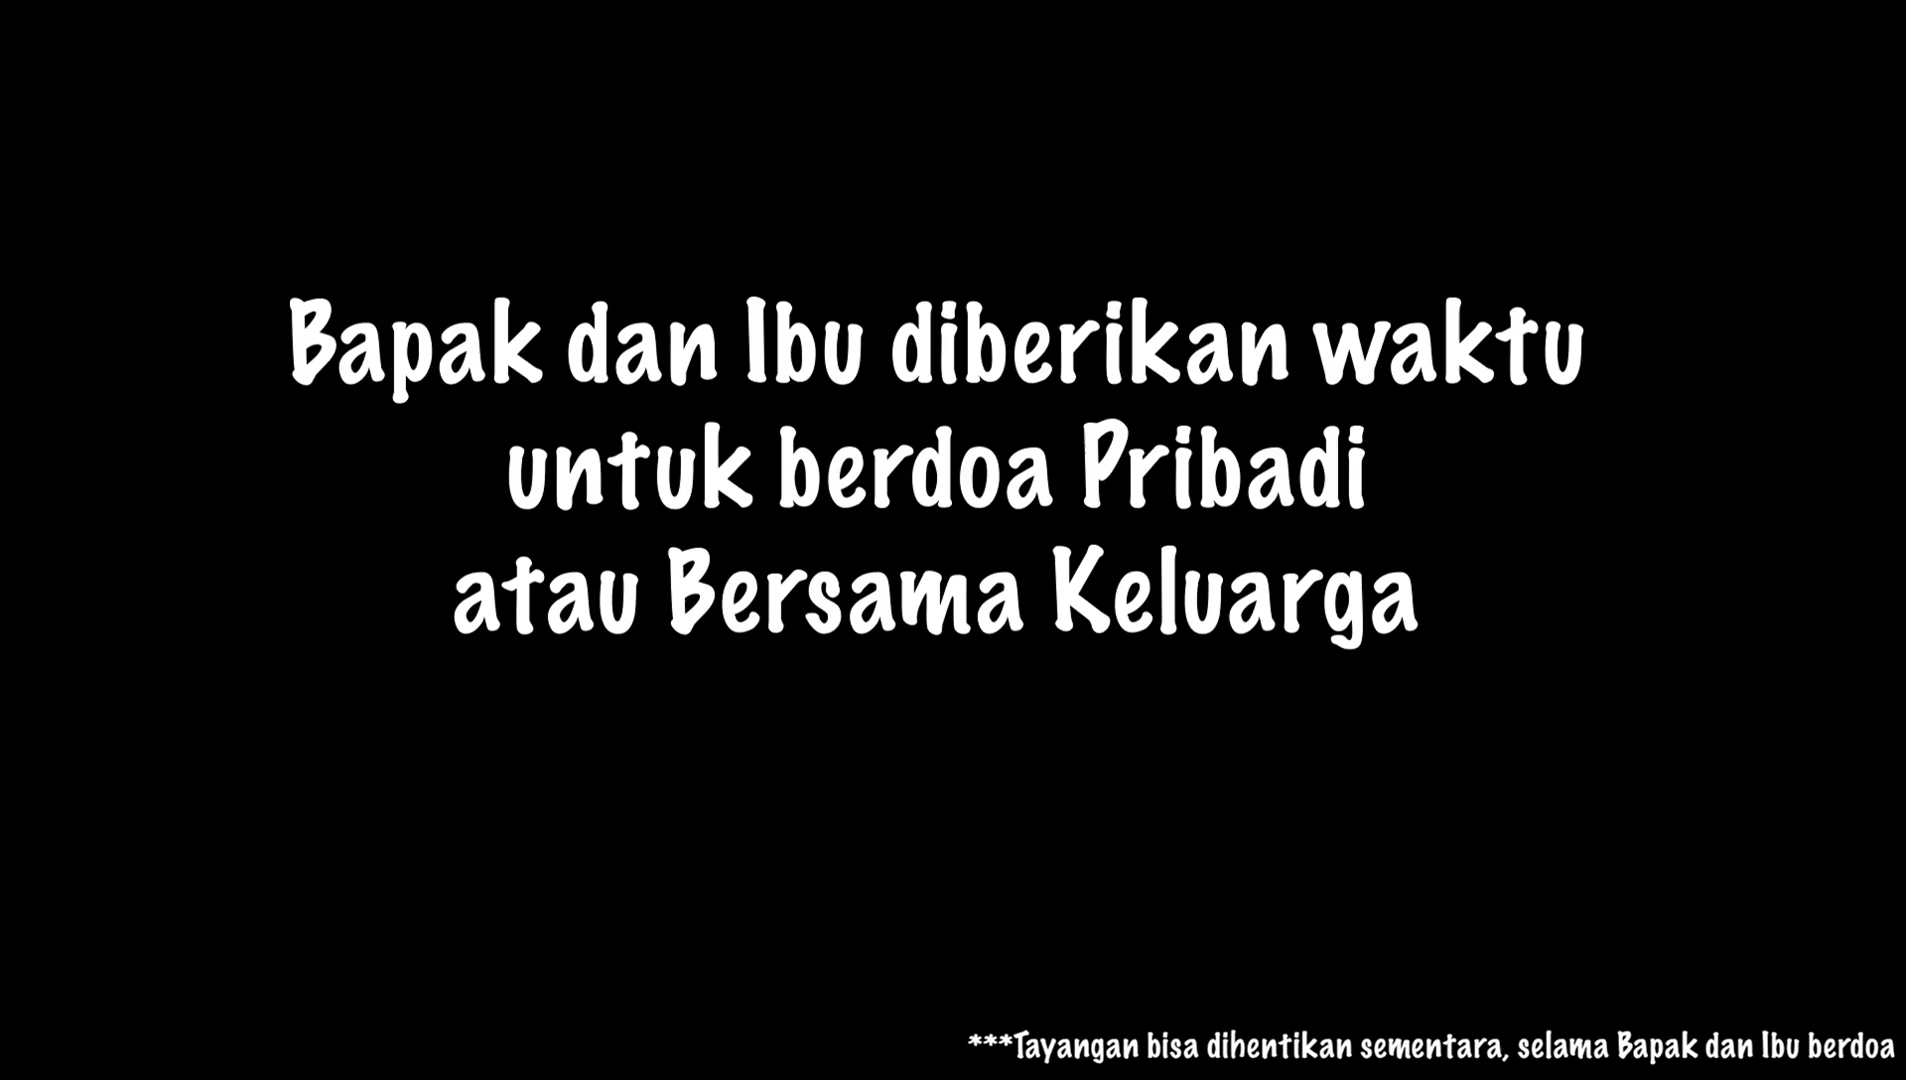 Bapak dan Ibu diberikan waktu
untuk berdoa Pribadi
atau Bersama Keluarga
***Tayangan bisa dihentikan sementara, selama Bapak dan Ibu berdoa